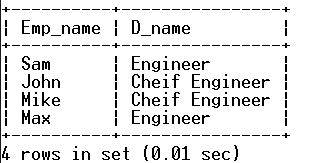 +----------+----------------+
| Emp_name | D_name         |
+----------+----------------+
| Sam      | Engineer       |
| John     | Cheif Engineer |
| Mike     | Cheif Engineer |
| Max      | Engineer       |
+----------+----------------+
4 rows in set (0.01 sec)